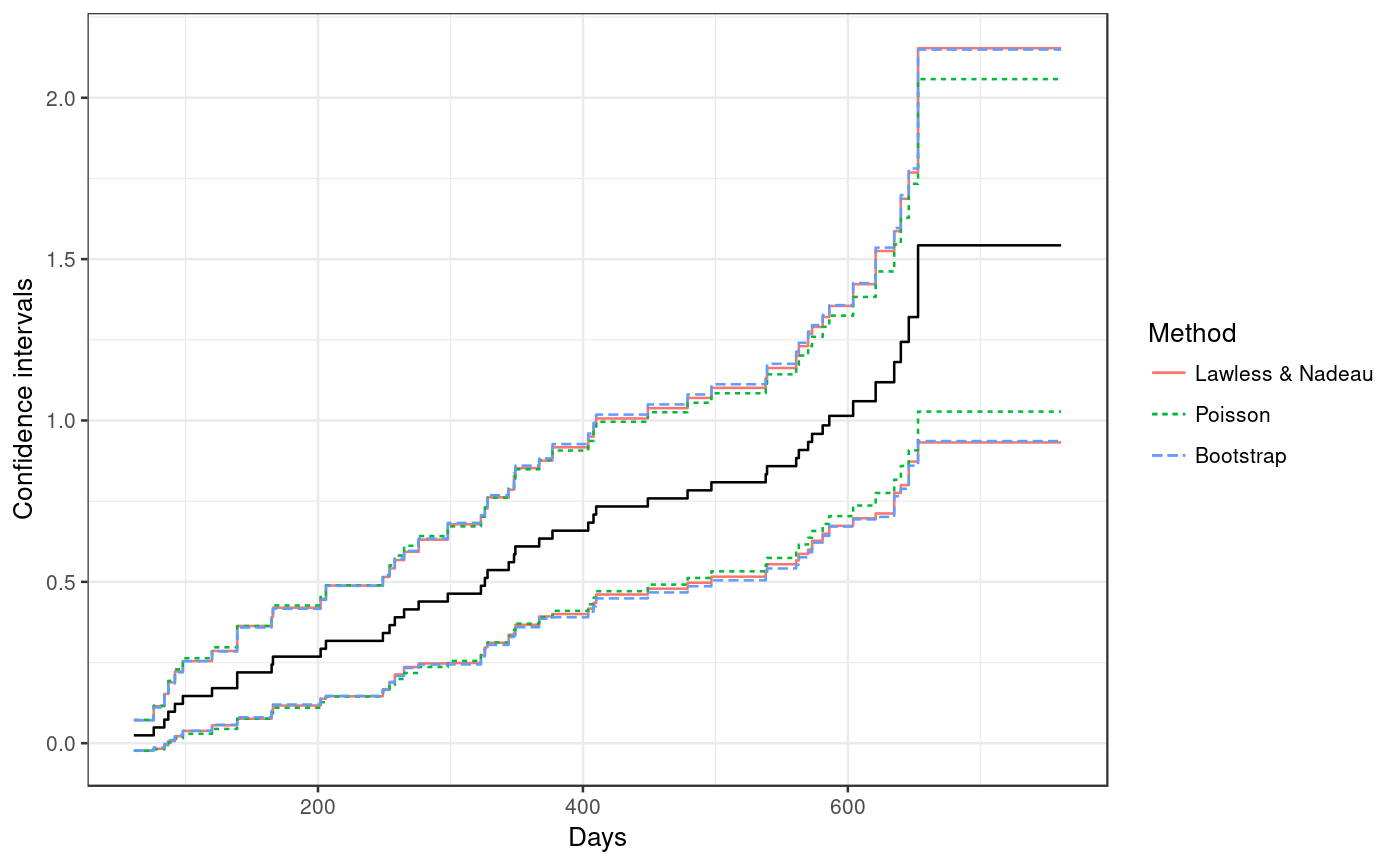 2.0
1.5
1.0
0.5
0.0
Confidence intervals
200
400
600
Days
Method
Lawless & Nadeau
Poisson
Bootstrap